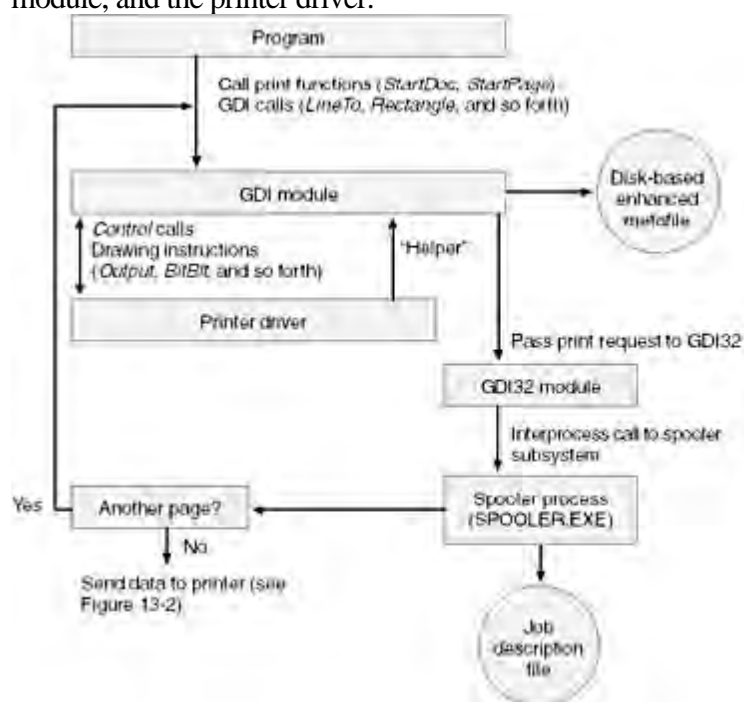 module, and the printer driver.
Program
Call print functions (StartDoc, StartPage)
GDI calls (LineTo, Rectangle, and so forth)
GDI module
Disk-based
enhanced
metafile
Control calls
Drawing instructions
(Output, BitBlt, and so forth)
"Helper"
Printer driver
Pass print request to GDI32
GDI32 module
Interprocess call to spooler
subsystem
Yes
Another page?
Spooler process
(SPOOLER.EXE)
No
Send data to printer (see
Figure 13-2)
Job
description
file